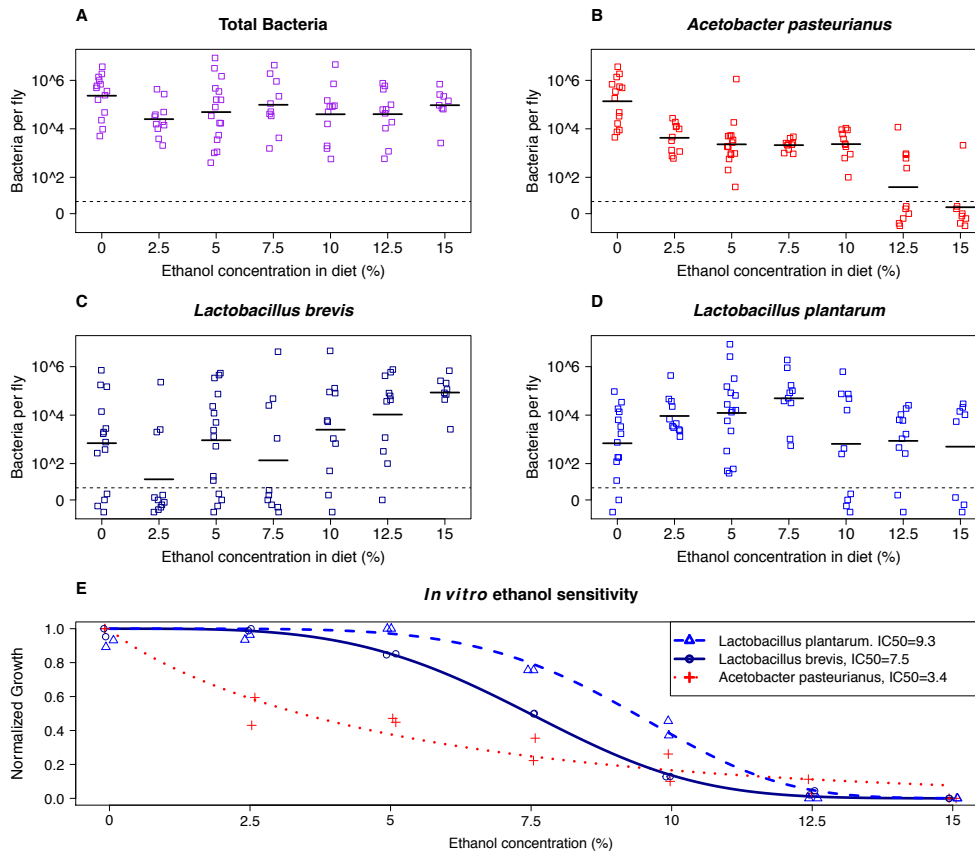 A
Total Bacteria
Bacteria per fly
10^6
10^4
10^2
0
0 2.5 5 7.5 10 12.5 15
Ethanol concentration in diet (%)
B
Acetobacter pasteurianus
Bacteria per fly
10^6
10^4
10^2
0
0 2.5 5 7.5 10 12.5 15
Ethanol concentration in diet (%)
C
Lactobacillus brevis
Bacteria per fly
10^6
10^4
10^2
0
0 2.5 5 7.5 10 12.5 15
Ethanol concentration in diet (%)
D
Lactobacillus plantarum
Bacteria per fly
10^6
10^4
10^2
0
0 2.5 5 7.5 10 12.5 15
Ethanol concentration in diet (%)
E
In vitro ethanol sensitivity
Normalized Growth
1.0
0.8
0.6
0.4
0.2
0.0
Lactobacillus plantarum. IC50=9.3
Lactobacillus brevis, IC50=7.5
Acetobacter pasteurianus, IC50=3.4
0 2.5 5 7.5 10 12.5 15
Ethanol concentration (%)